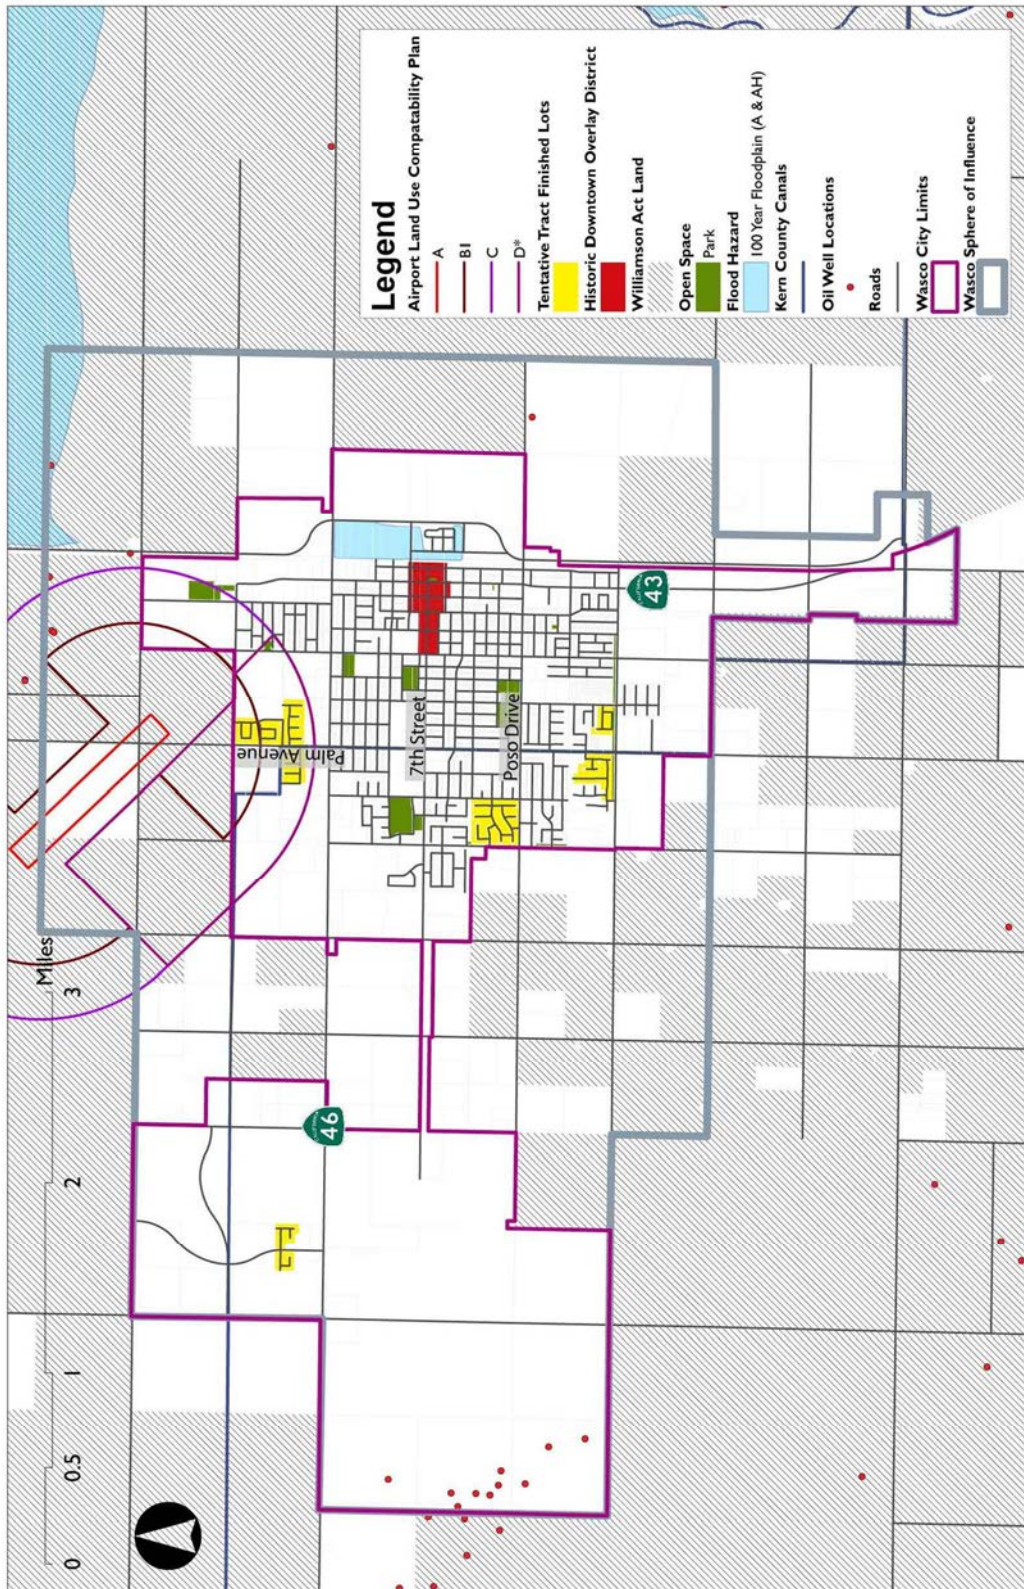 Legend
Airport Land Use Compatability Plan
A
BI
C
D*
Tentative Tract Finished Lots
Historic Downtown Overlay District
Williamson Act Land
Open Space
Park
Flood Hazard
100 Year Floodplain (A & AH)
Kern County Canals
Oil Well Locations
Roads
Wasco City Limits
Wasco Sphere of Influence
0 0.5 1 2 3
Miles
46
43
Palm Avenue
7th Street
Poso Drive